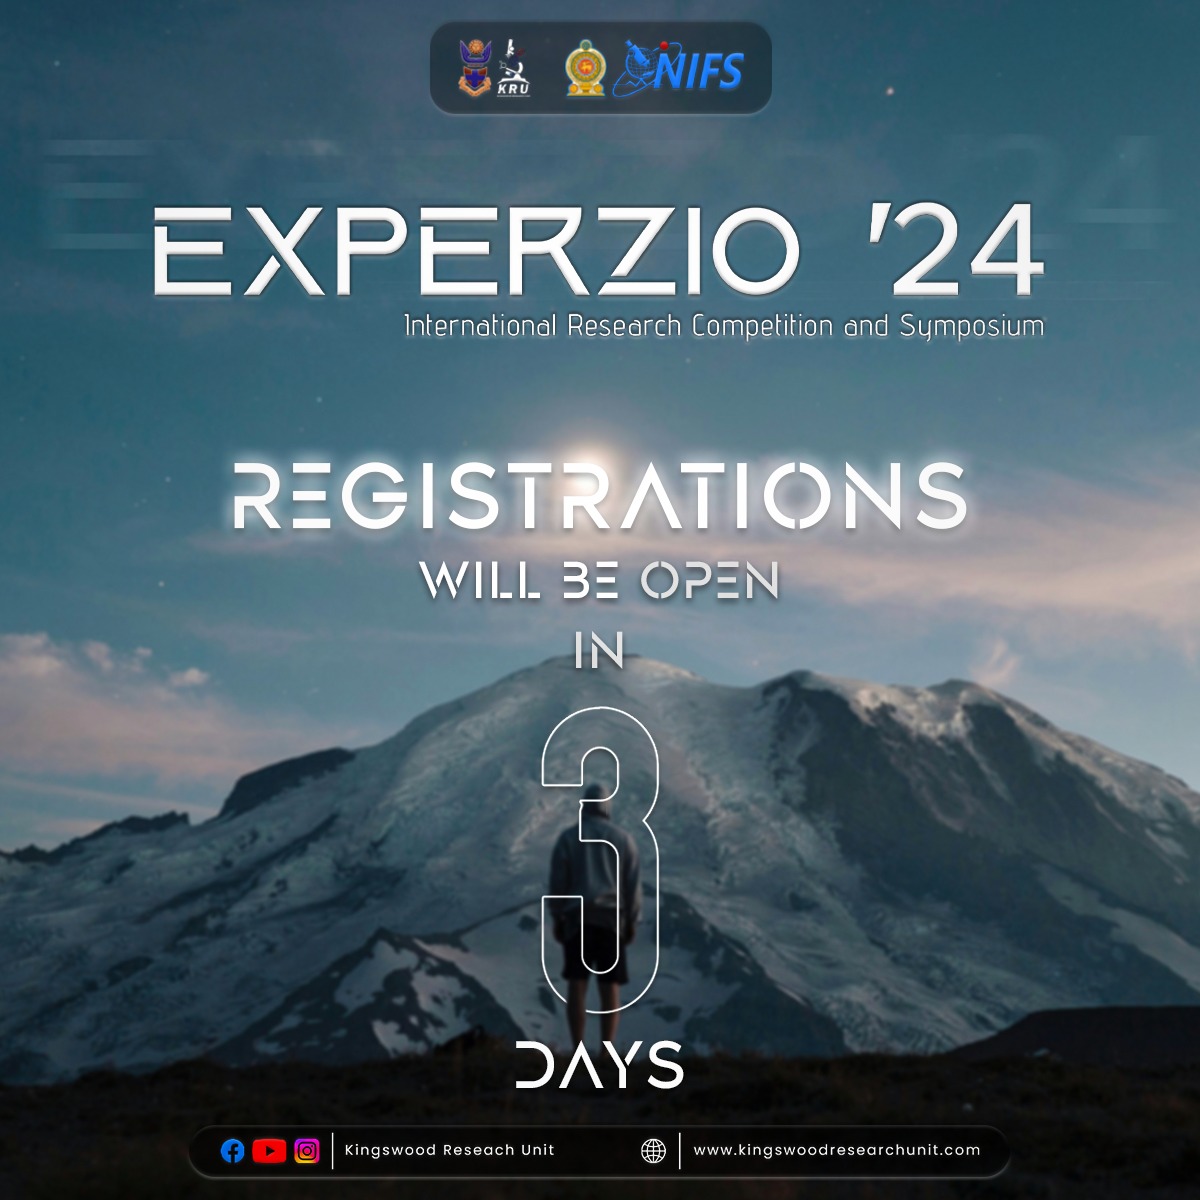 KRU NIFS
EXPERZIO '24
International Research Competition and Symposium
REGISTRATIONS
WILL BE OPEN
IN
3
DAYS
Kingswood Reseach Unit www.kingswoodresearchunit.com